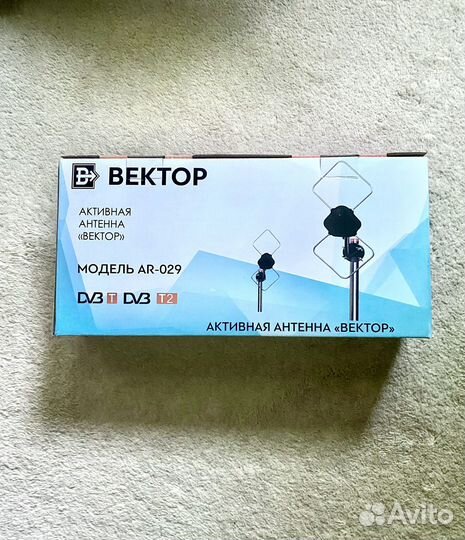 ВЕКТОР
АКТИВНАЯ
АНТЕННА
«ВЕКТОР»
МОДЕЛЬ AR-029
DVB T DVB T2
АКТИВНАЯ АНТЕННА «ВЕКТОР»
Avito